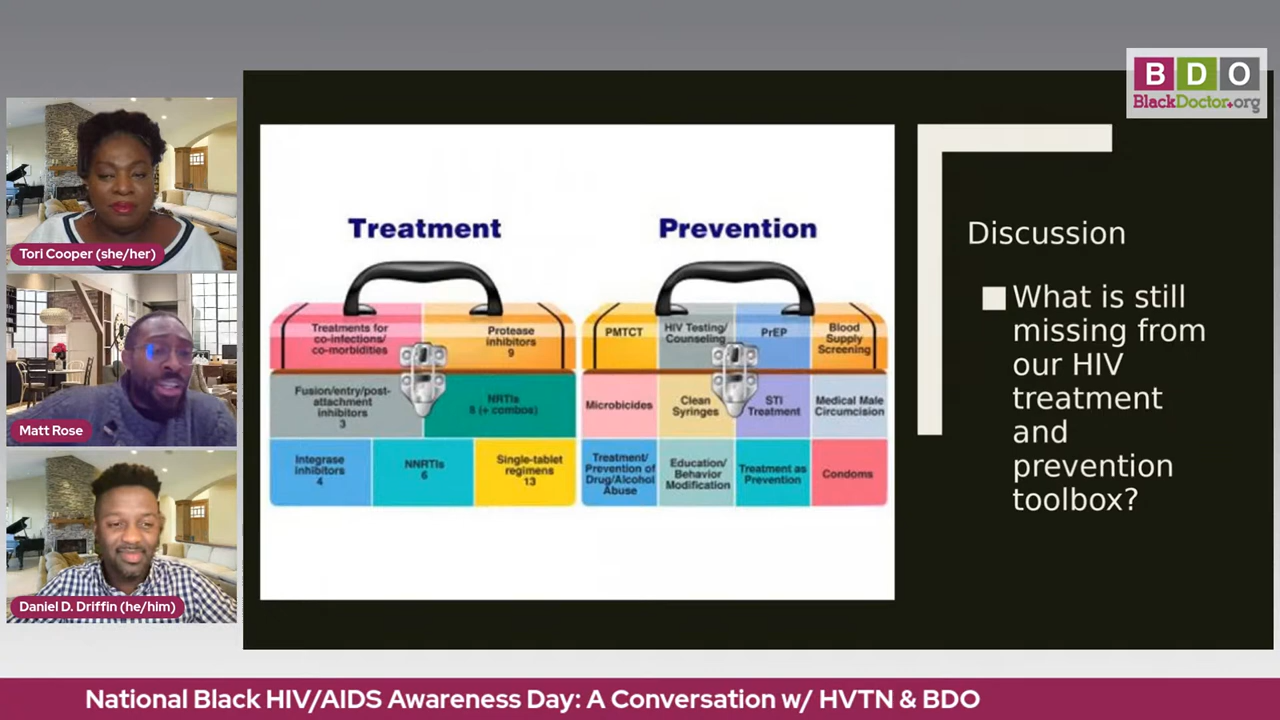 B D O
BlackDoctor.org
Tori Cooper (she/her)
Matt Rose
Daniel D. Driffin (he/him)
Treatment
Treatments for
co-infections/
co-morbidities
Protease
inhibitors
9
Fusion/entry/post-
attachment
inhibitors
3
NRTIs
8 (+ combos)
Integrase
inhibitors
4
NNRTIs
6
Single-tablet
regimens
13
Prevention
PMTCT
HIV Testing/
Counseling
PrEP
Blood
Supply
Screening
Microbicides
Clean
Syringes
STI
Treatment
Medical Male
Circumcision
Treatment/
Prevention of
Drug/Alcohol
Abuse
Education/
Behavior
Modification
Treatment as
Prevention
Condoms
Discussion
What is still
missing from
our HIV
treatment
and
prevention
toolbox?
National Black HIV/AIDS Awareness Day: A Conversation w/ HVTN & BDO